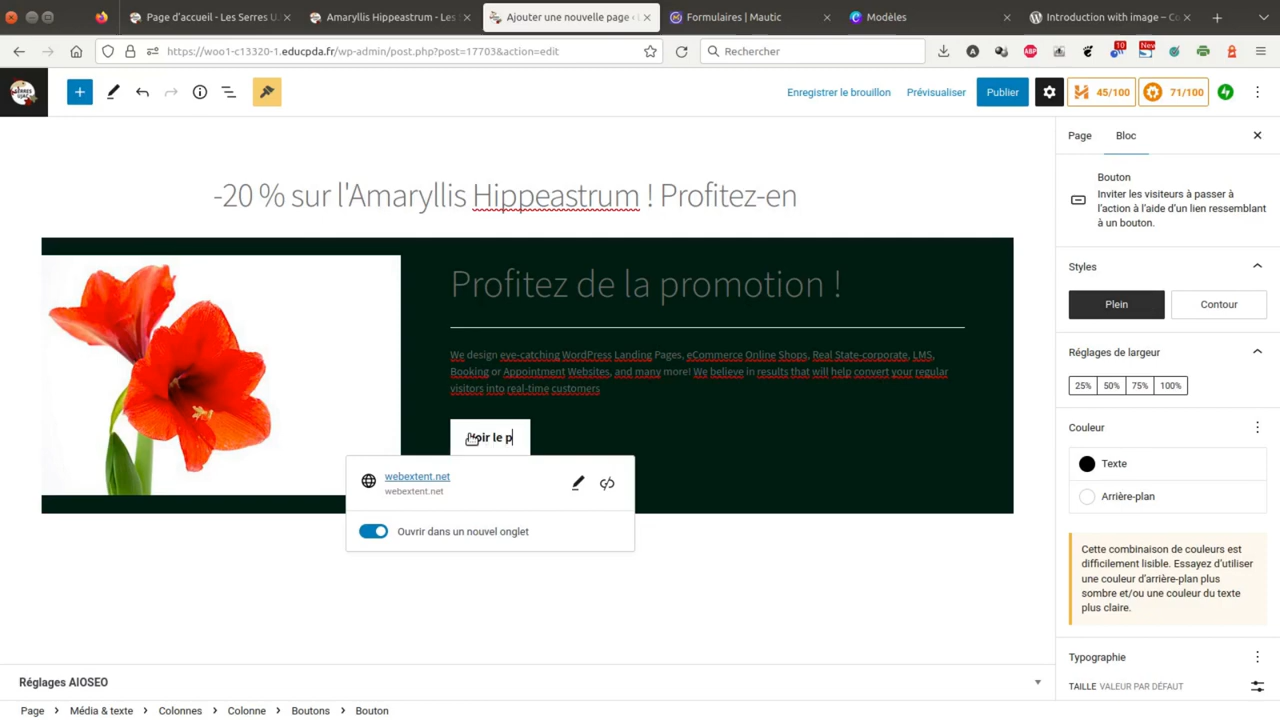 Page d'accueil - Les Serres U.
Amaryllis Hippeastrum - Les
Ajouter une nouvelle page ‹ L
Formulaires | Mautic
Modèles
Introduction with image – Co
https://woo1-c13320-1.educpda.fr/wp-admin/post.php?post=17703&action=edit
Rechercher
10
New
ABP
Enregistrer le brouillon
Prévisualiser
Publier
45/100
71/100
Page
Bloc
-20 % sur l'Amaryllis Hippeastrum ! Profitez-en
Profitez de la promotion !
We design eye-catching WordPress Landing Pages, eCommerce Online Shops, Real State-corporate, LMS,
Booking or Appointment Websites, and many more! We believe in results that will help convert your regular
visitors into real-time customers
Voir le p
webextent.net
webextent.net
Ouvrir dans un nouvel onglet
Bouton
Inviter les visiteurs à passer à
l'action à l'aide d'un lien ressemblant
à un bouton.
Styles
Plein
Contour
Réglages de largeur
25%
50%
75%
100%
Couleur
Texte
Arrière-plan
Cette combinaison de couleurs est
difficilement lisible. Essayez d'utiliser
une couleur d'arrière-plan plus
sombre et/ou une couleur du texte
plus claire.
Typographie
TAILLE VALEUR PAR DÉFAUT
Réglages AIOSEO
Page > Média & texte > Colonnes > Colonne > Boutons > Bouton